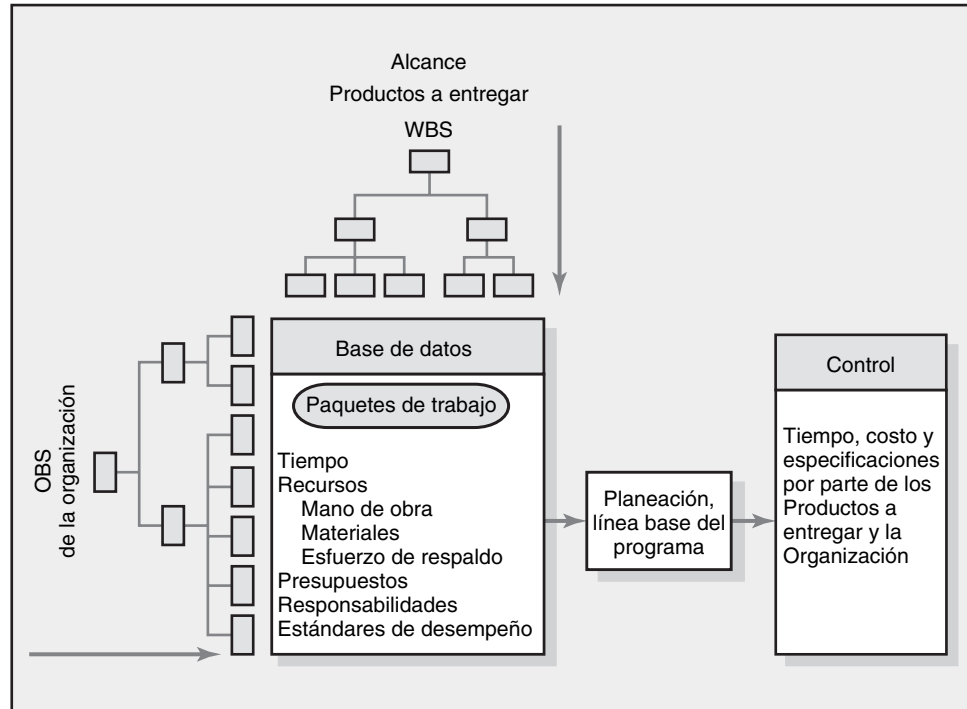 Alcance
Productos a entregar
WBS
OBS
de la organización
Base de datos
Paquetes de trabajo
Tiempo
Recursos
Mano de obra
Materiales
Esfuerzo de respaldo
Presupuestos
Responsabilidades
Estándares de desempeño
Planeación,
línea base del
programa
Control
Tiempo, costo y
especificaciones
por parte de los
Productos a
entregar y la
Organización